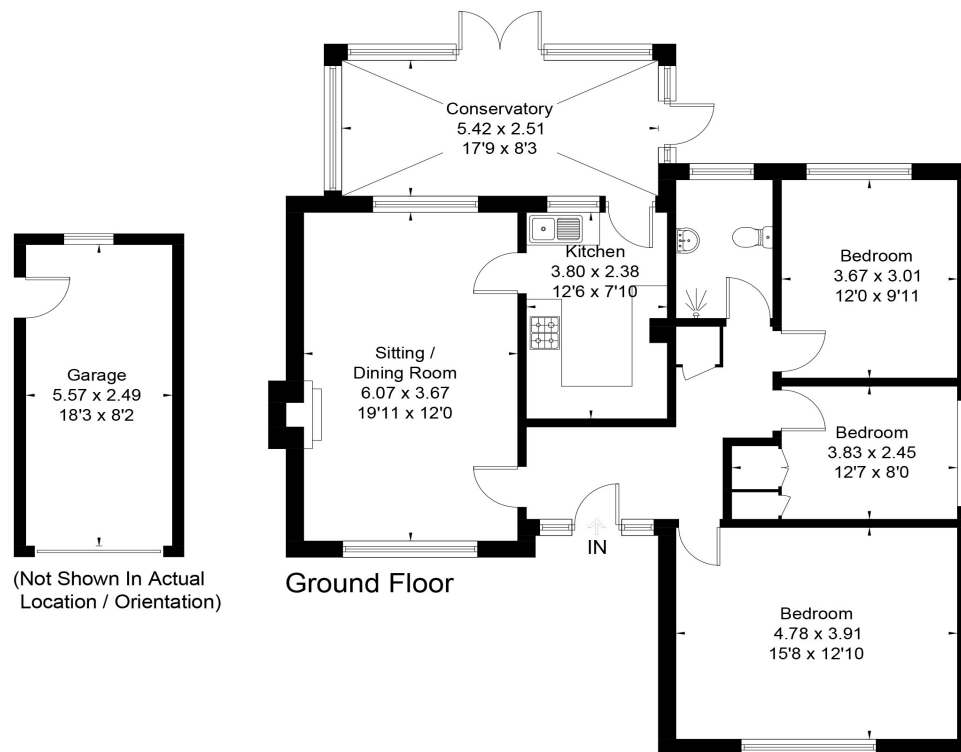 Conservatory
5.42 x 2.51
17'9 x 8'3
Kitchen
3.80 x 2.38
12'6 x 7'10
Bedroom
3.67 x 3.01
12'0 x 9'11
Sitting /
Dining Room
6.07 x 3.67
19'11 x 12'0
Garage
5.57 x 2.49
18'3 x 8'2
Bedroom
3.83 x 2.45
12'7 x 8'0
IN
(Not Shown In Actual
Location / Orientation)
Ground Floor
Bedroom
4.78 x 3.91
15'8 x 12'10